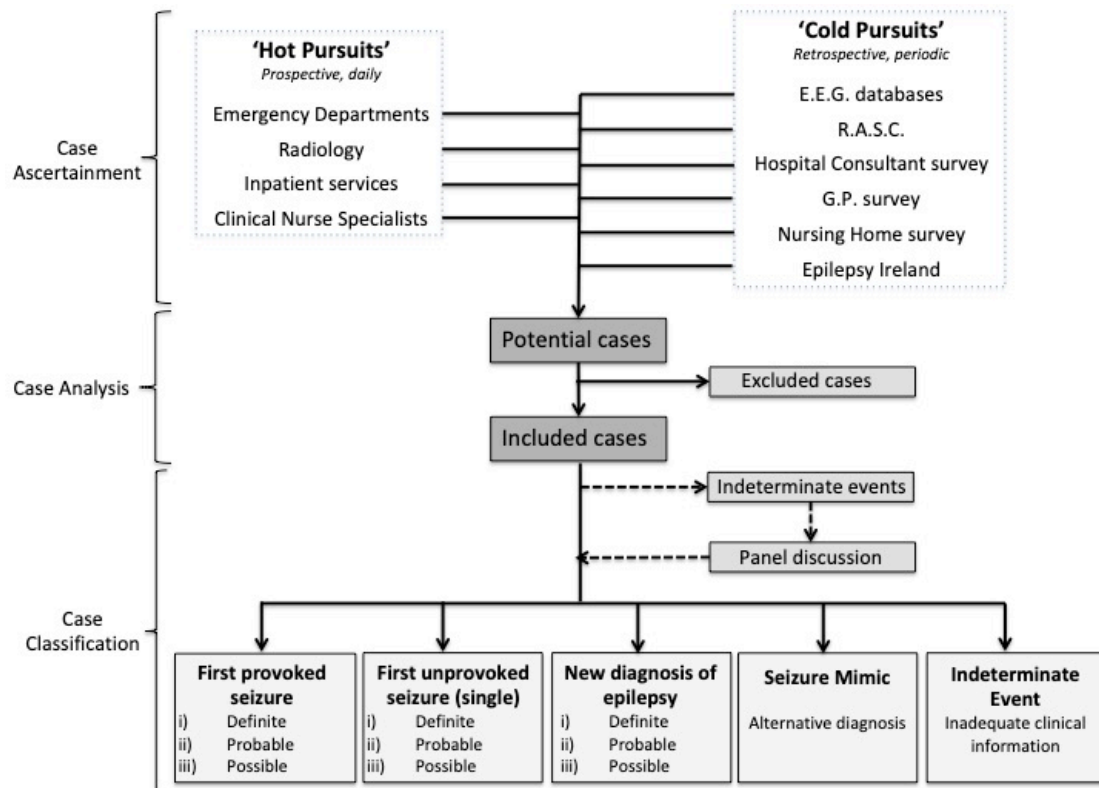 'Hot Pursuits'
Prospective, daily
Emergency Departments
Radiology
Inpatient services
Clinical Nurse Specialists
'Cold Pursuits'
Retrospective, periodic
E.E.G. databases
R.A.S.C.
Hospital Consultant survey
G.P. survey
Nursing Home survey
Epilepsy Ireland
Case
Ascertainment
Potential cases
Excluded cases
Case Analysis
Included cases
Indeterminate events
Panel discussion
Case
Classification
First provoked
seizure
i) Definite
ii) Probable
iii) Possible
First unprovoked
seizure (single)
i) Definite
ii) Probable
iii) Possible
New diagnosis of
epilepsy
i) Definite
ii) Probable
iii) Possible
Seizure Mimic
Alternative diagnosis
Indeterminate
Event
Inadequate clinical
information